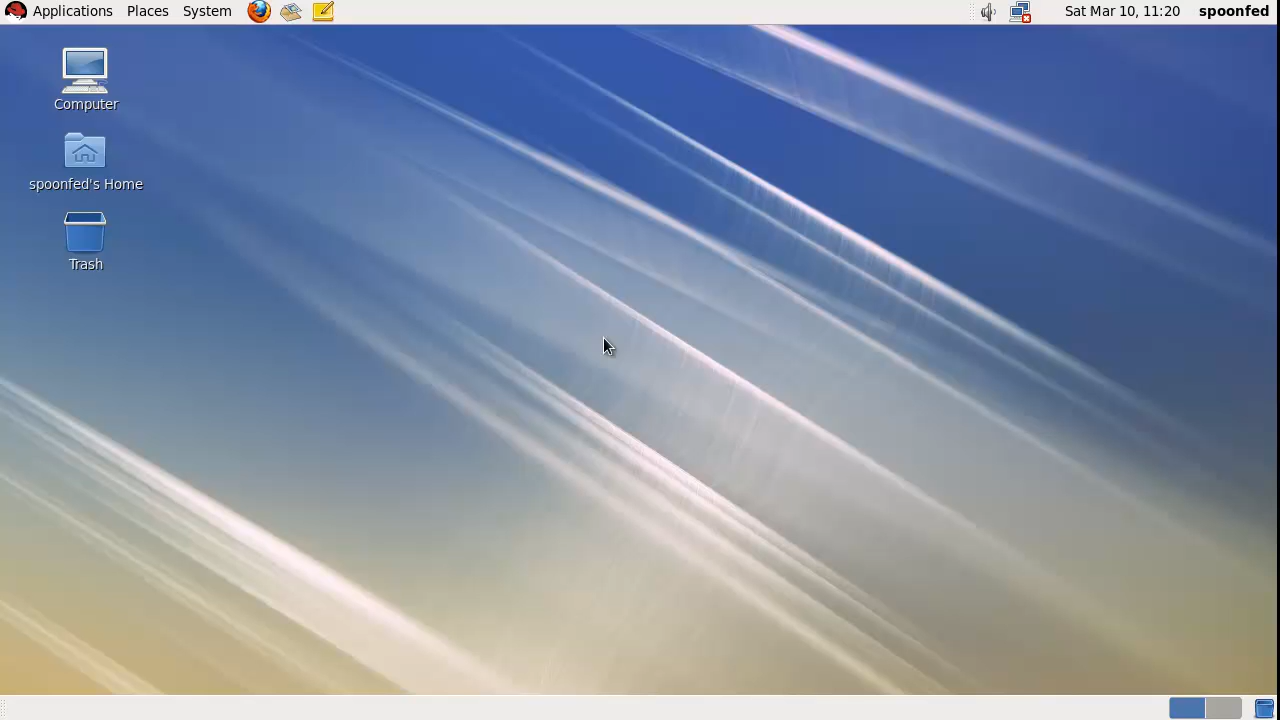 Applications Places System Sat Mar 10, 11:20 spoonfed
Computer
spoonfed's Home
Trash